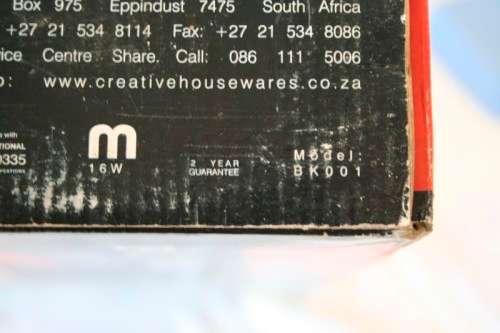 Box 975 Eppindust 7475 South Africa
+27 21 534 8114 Fax: +27 21 534 8086
Centre Share. Call: 086 111 5006
www.creativehousewares.co.za
with
m
16W
2 YEAR
GUARANTEE
Model:
BK001